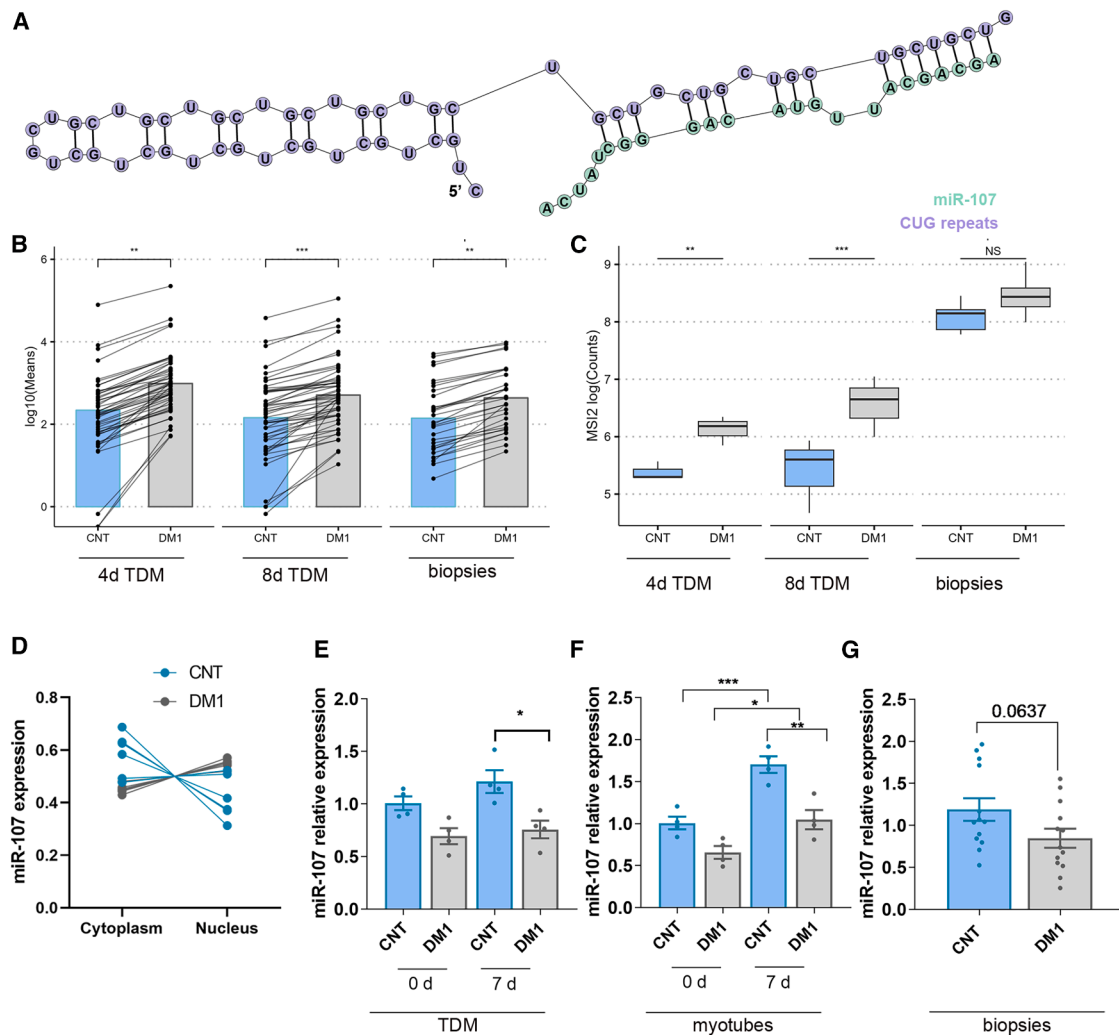 A
C U G C U G C U G C U G C U G C U G C
G U C G U C G U C G U C G U C G U C G
U
C
5'
U
G C U G C U G C U G C U G C U G C U G
A C U A U C G G G A C A U G U U A C G A C G A
miR-107
CUG repeats
B
6
4
2
0
log10(Means)
** *** **
CNT DM1 CNT DM1 CNT DM1
4d TDM 8d TDM biopsies
C
9
8
7
6
5
MSI2 log(Counts)
** *** NS
CNT DM1 CNT DM1 CNT DM1
4d TDM 8d TDM biopsies
D
CNT
DM1
0.8
0.6
0.4
0.2
0.0
miR-107 expression
Cytoplasm Nucleus
E
2.0
1.5
1.0
0.5
0.0
miR-107 relative expression
*
CNT DM1 CNT DM1
0 d 7 d
TDM
F
2.5
2.0
1.5
1.0
0.5
0.0
miR-107 relative expression
***
*
**
CNT DM1 CNT DM1
0 d 7 d
myotubes
G
2.5
2.0
1.5
1.0
0.5
0.0
miR-107 relative expression
0.0637
CNT DM1
biopsies